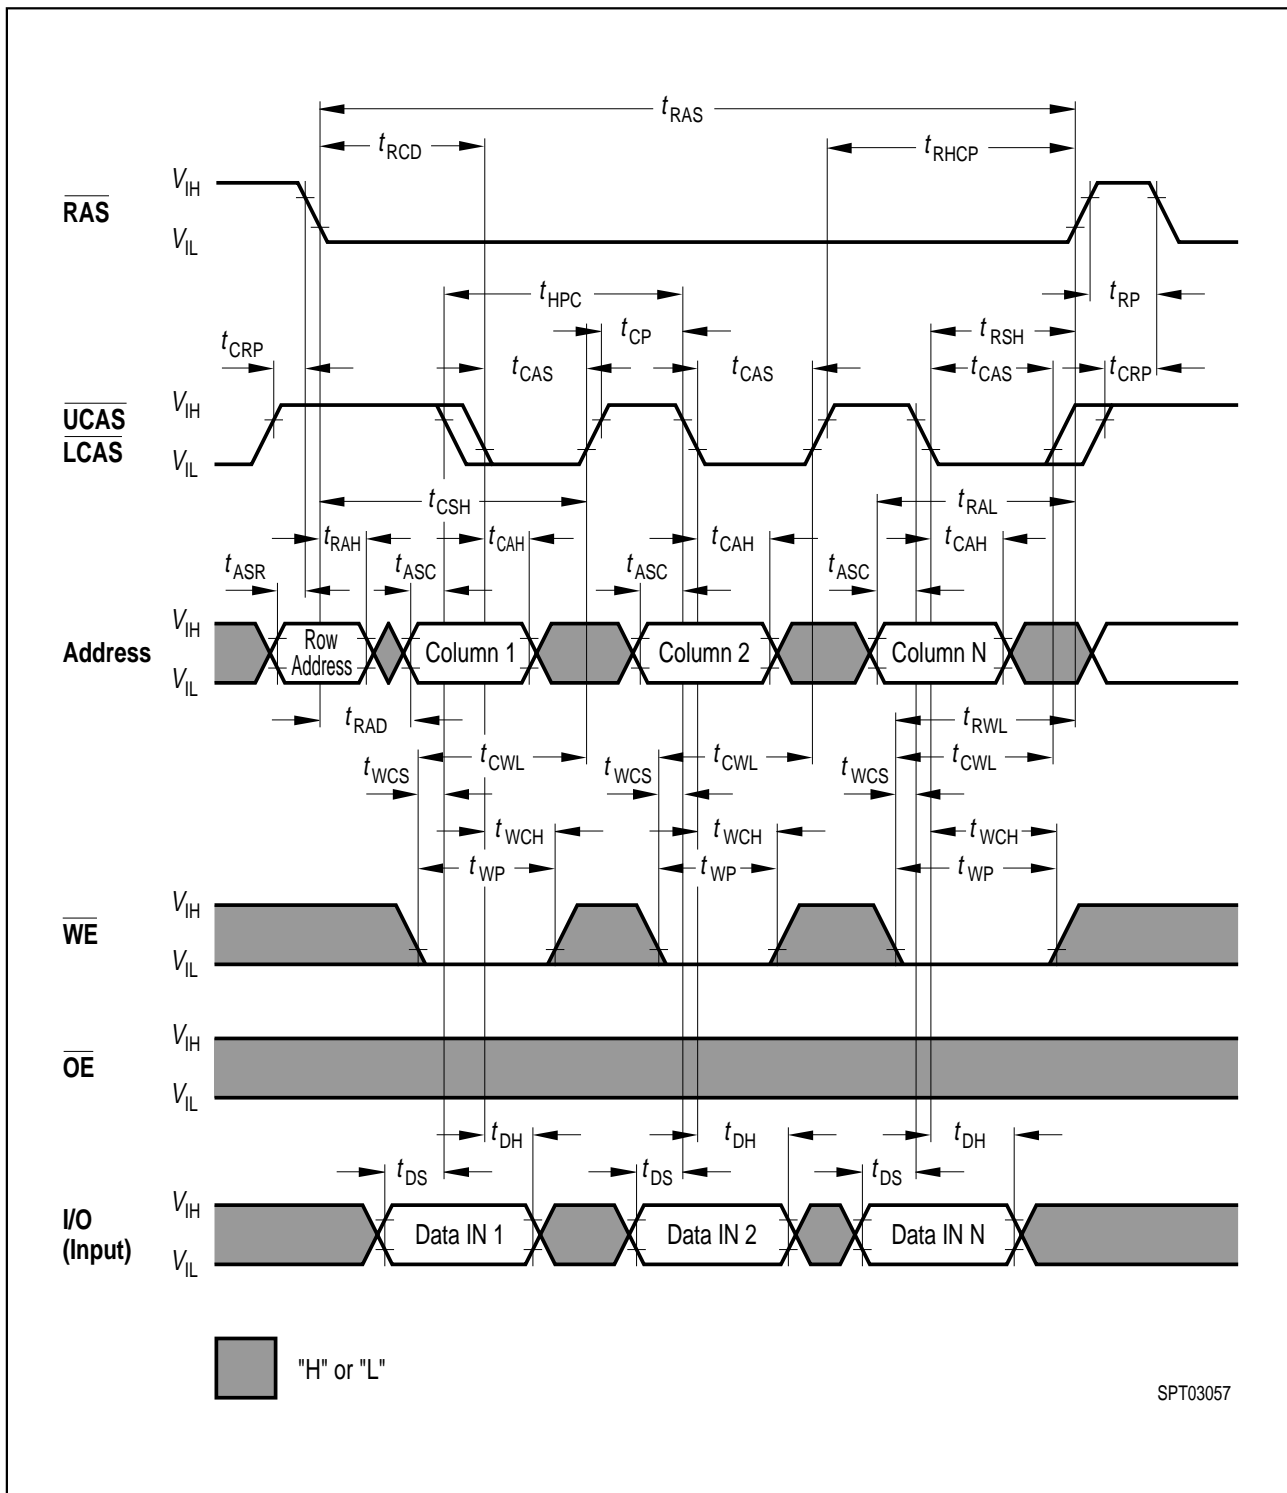 tRAS
tRCD
tRHCP
RAS
VIH
VIL
tHPC
tRP
tCP
tRSH
tCRP
tCAS
tCAS
tCAS
tCRP
UCAS
LCAS
VIH
VIL
tCSH
tRAL
tRAH
tCAH
tCAH
tCAH
tASR
tASC
tASC
tASC
Address
VIH
VIL
Row
Address
Column 1
Column 2
Column N
tRAD
tRWL
tCWL
tCWL
tCWL
tWCS
tWCS
tWCS
tWCH
tWCH
tWCH
tWP
tWP
tWP
WE
VIH
VIL
OE
VIH
VIL
tDH
tDH
tDH
tDS
tDS
tDS
I/O
(Input)
VIH
VIL
Data IN 1
Data IN 2
Data IN N
"H" or "L"
SPT03057